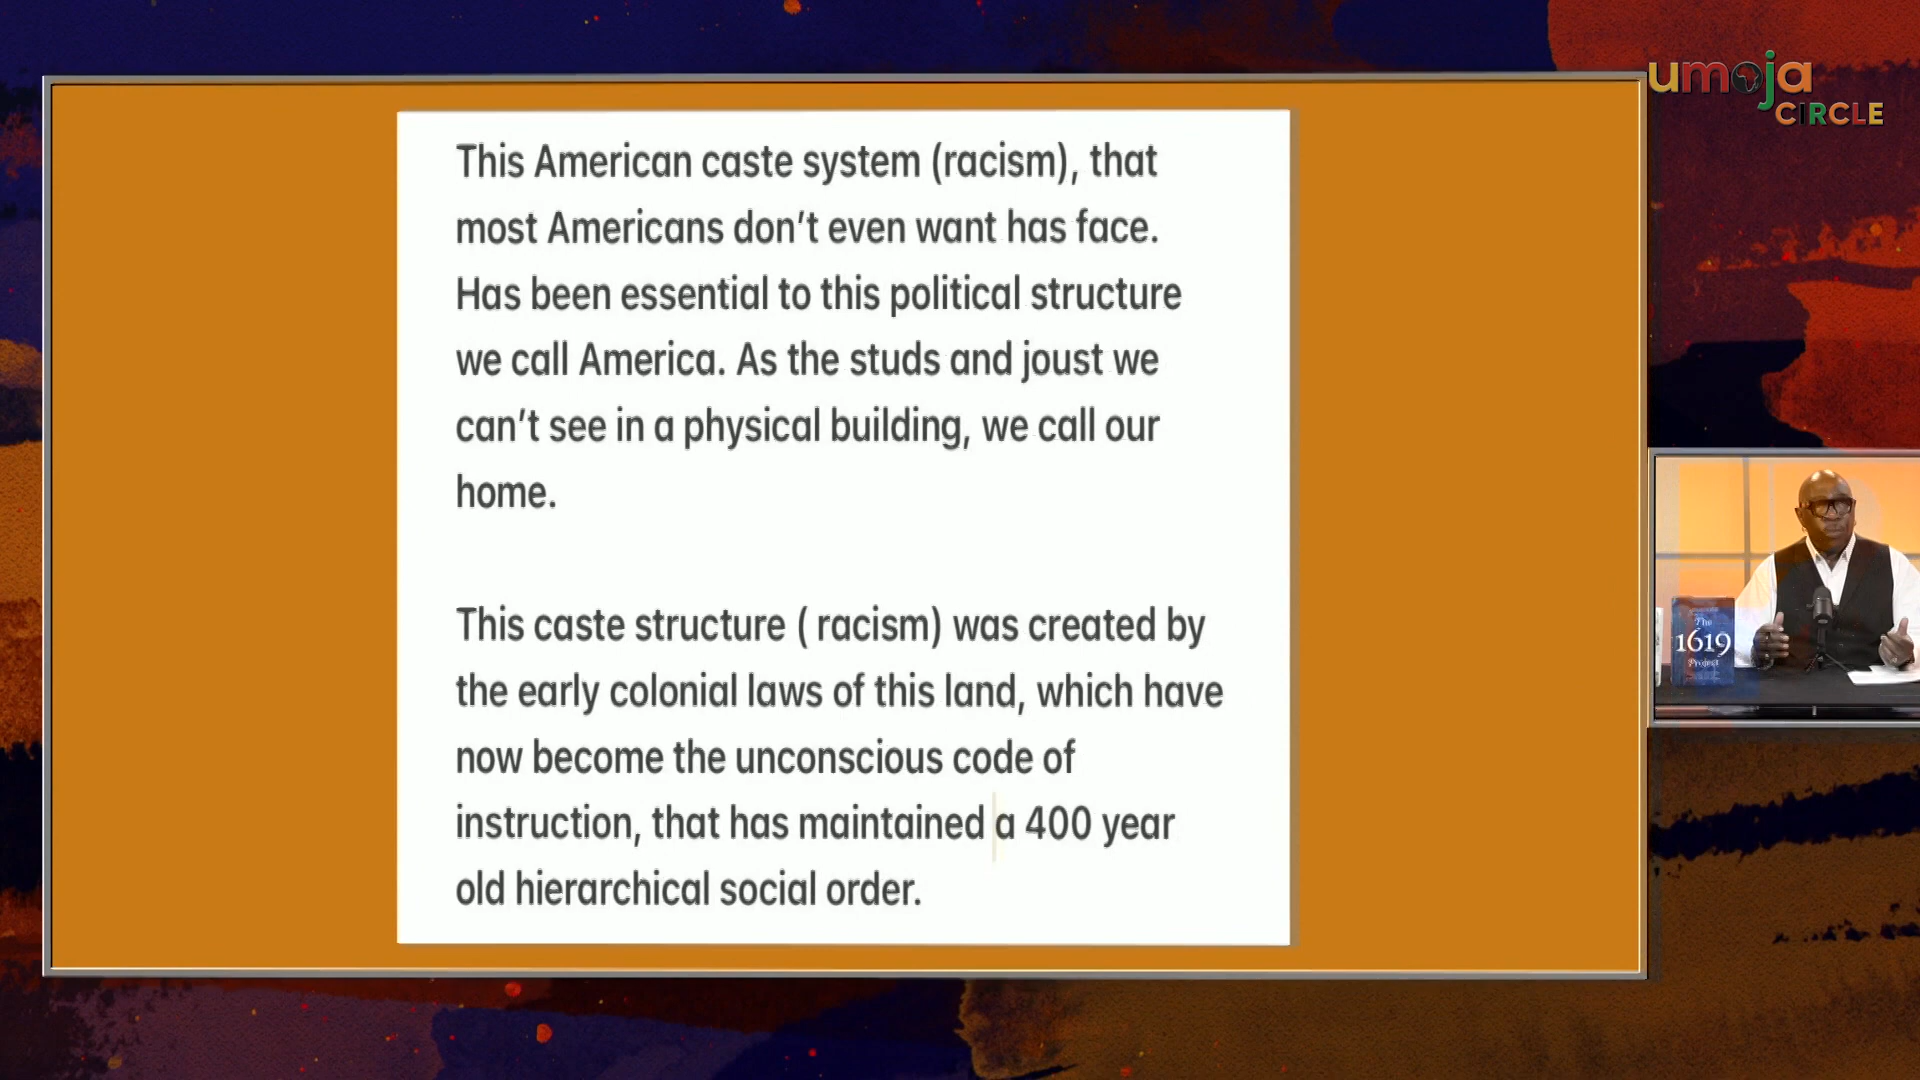 umoja
CIRCLE
This American caste system (racism), that
most Americans don't even want has face.
Has been essential to this political structure
we call America. As the studs and joust we
can't see in a physical building, we call our
home.
This caste structure ( racism) was created by
the early colonial laws of this land, which have
now become the unconscious code of
instruction, that has maintained a 400 year
old hierarchical social order.
The
1619
Project